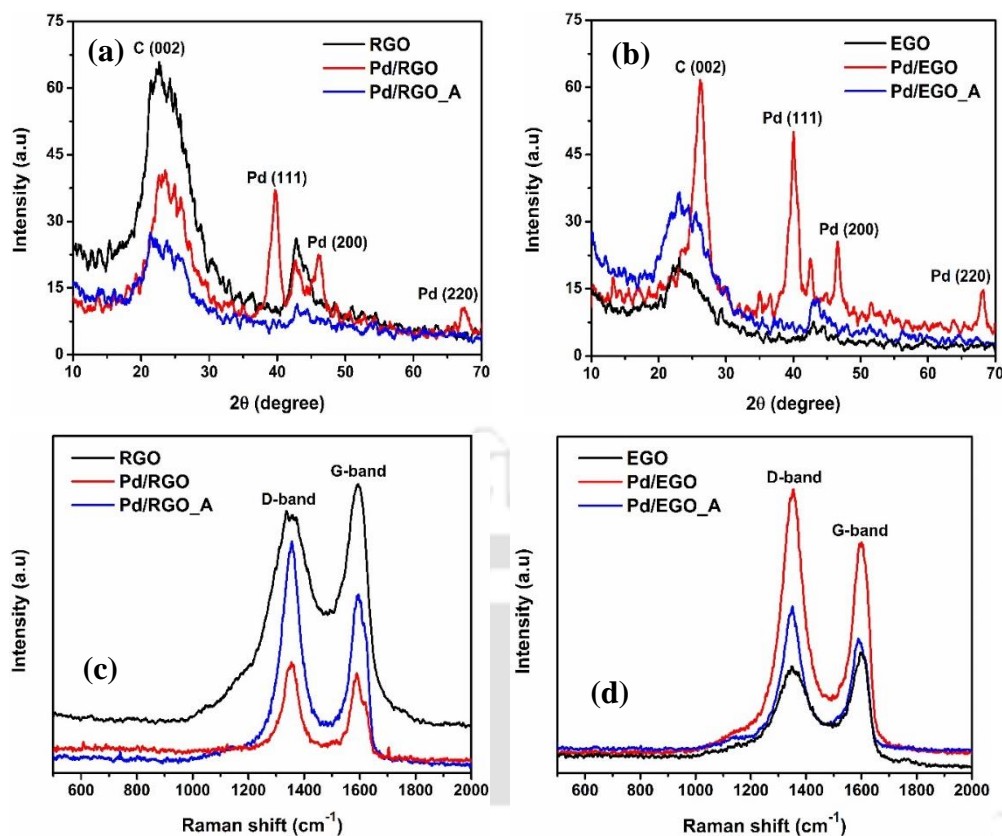 (a)
C (002)
RGO
Pd/RGO
Pd/RGO_A
Pd (111)
Pd (200)
Pd (220)
75
60
45
30
15
0
Intensity (a.u)
10 20 30 40 50 60 70
2θ (degree)
(b)
C (002)
EGO
Pd/EGO
Pd/EGO_A
Pd (111)
Pd (200)
Pd (220)
75
60
45
30
15
0
Intensity (a.u)
10 20 30 40 50 60 70
2θ (degree)
RGO
Pd/RGO
Pd/RGO_A
D-band
G-band
(c)
Intensity (a.u)
600 800 1000 1200 1400 1600 1800 2000
Raman shift (cm⁻¹)
EGO
Pd/EGO
Pd/EGO_A
D-band
G-band
(d)
Intensity (a.u)
600 800 1000 1200 1400 1600 1800 2000
Raman shift (cm⁻¹)